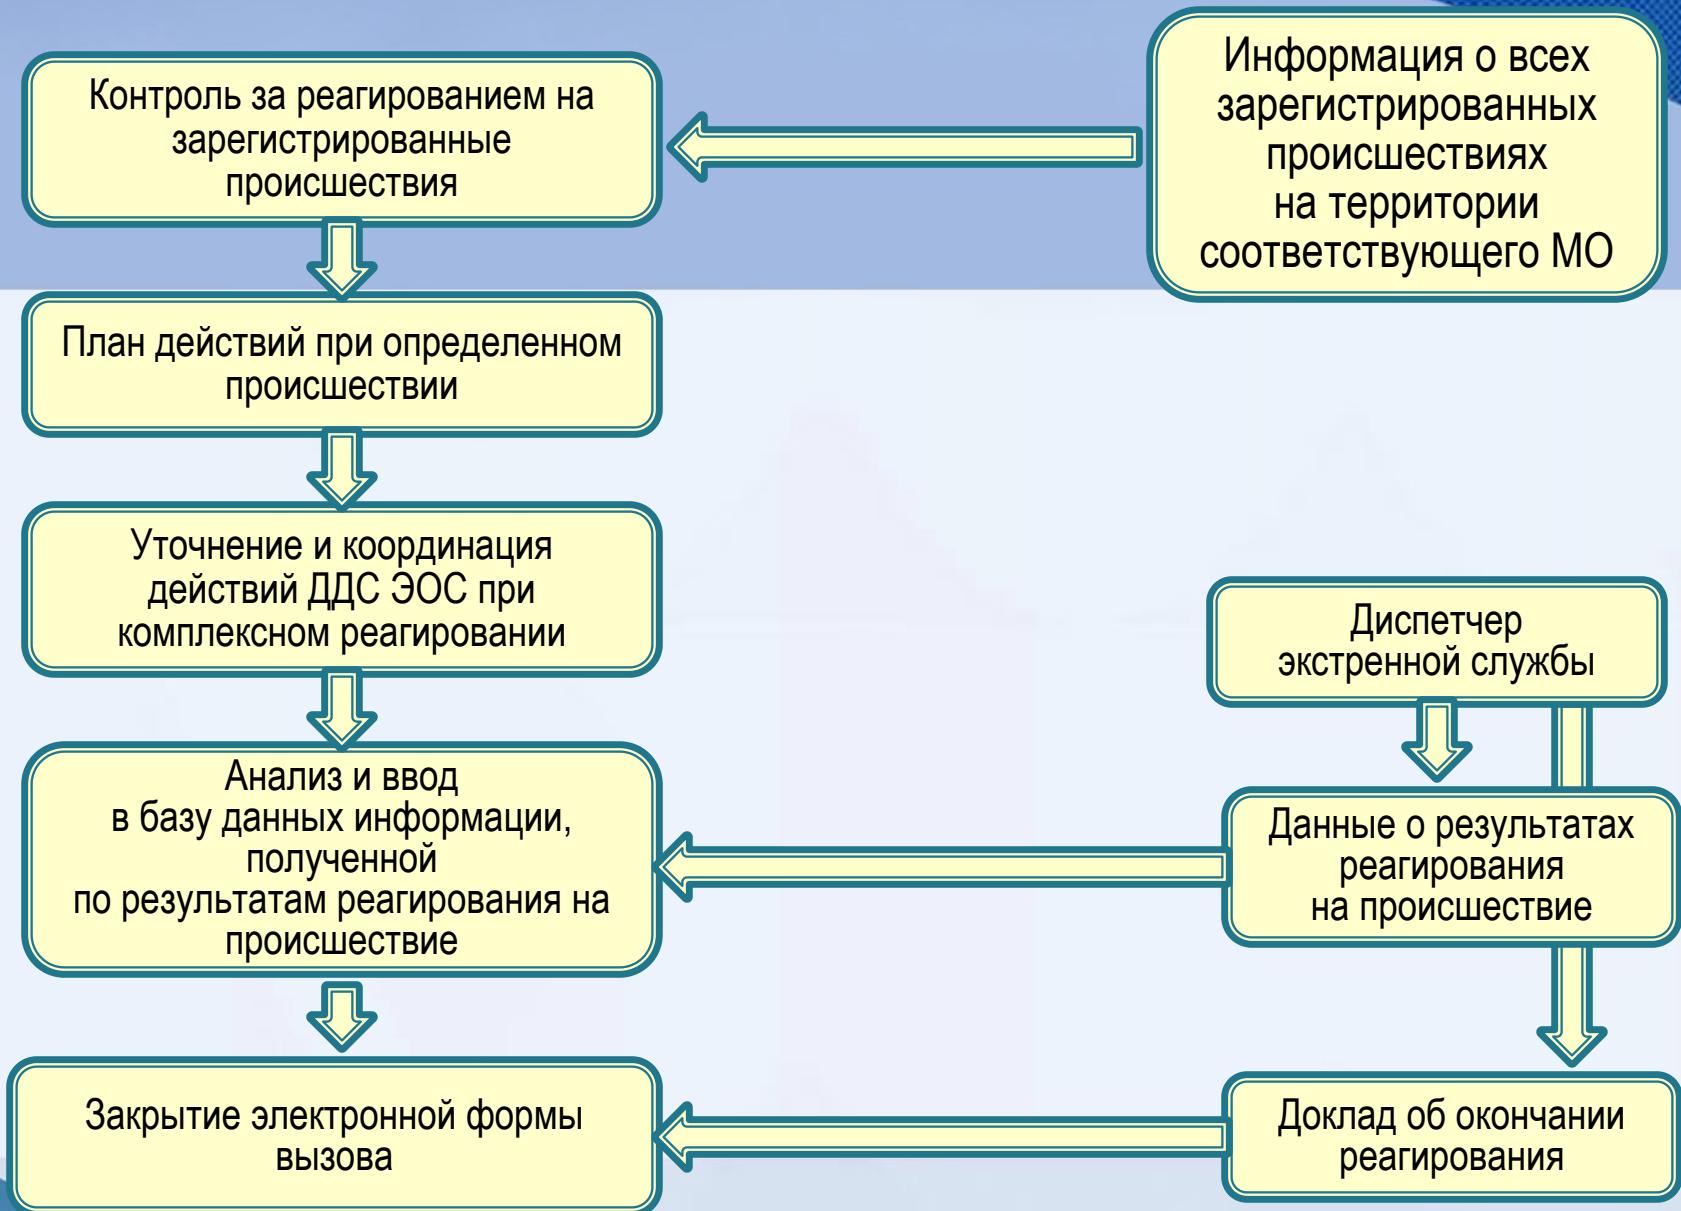 Контроль за реагированием на
зарегистрированные
происшествия
Информация о всех
зарегистрированных
происшествиях
на территории
соответствующего МО
План действий при определенном
происшествии
Уточнение и координация
действий ДДС ЭОС при
комплексном реагировании
Диспетчер
экстренной службы
Анализ и ввод
в базу данных информации,
полученной
по результатам реагирования на
происшествие
Данные о результатах
реагирования
на происшествие
Закрытие электронной формы
вызова
Доклад об окончании
реагирования